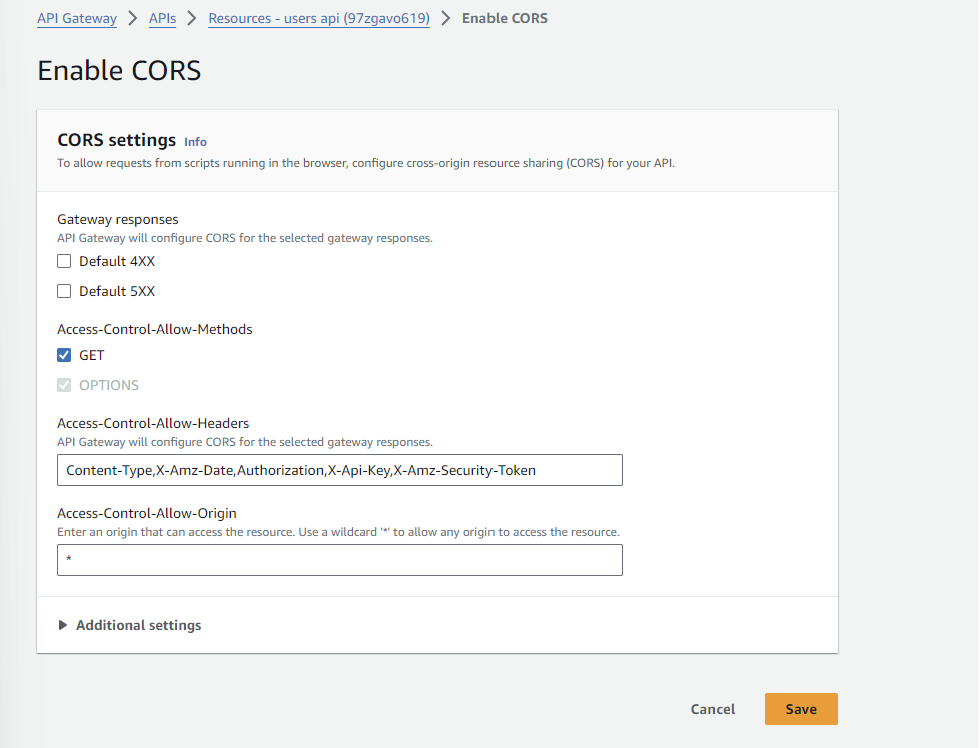 API Gateway > APIs > Resources - users api (97zgavo619) > Enable CORS
Enable CORS
CORS settings Info
To allow requests from scripts running in the browser, configure cross-origin resource sharing (CORS) for your API.
Gateway responses
API Gateway will configure CORS for the selected gateway responses.
Default 4XX
Default 5XX
Access-Control-Allow-Methods
GET
OPTIONS
Access-Control-Allow-Headers
API Gateway will configure CORS for the selected gateway responses.
Content-Type,X-Amz-Date,Authorization,X-Api-Key,X-Amz-Security-Token
Access-Control-Allow-Origin
Enter an origin that can access the resource. Use a wildcard '*' to allow any origin to access the resource.
*
Additional settings
Cancel Save